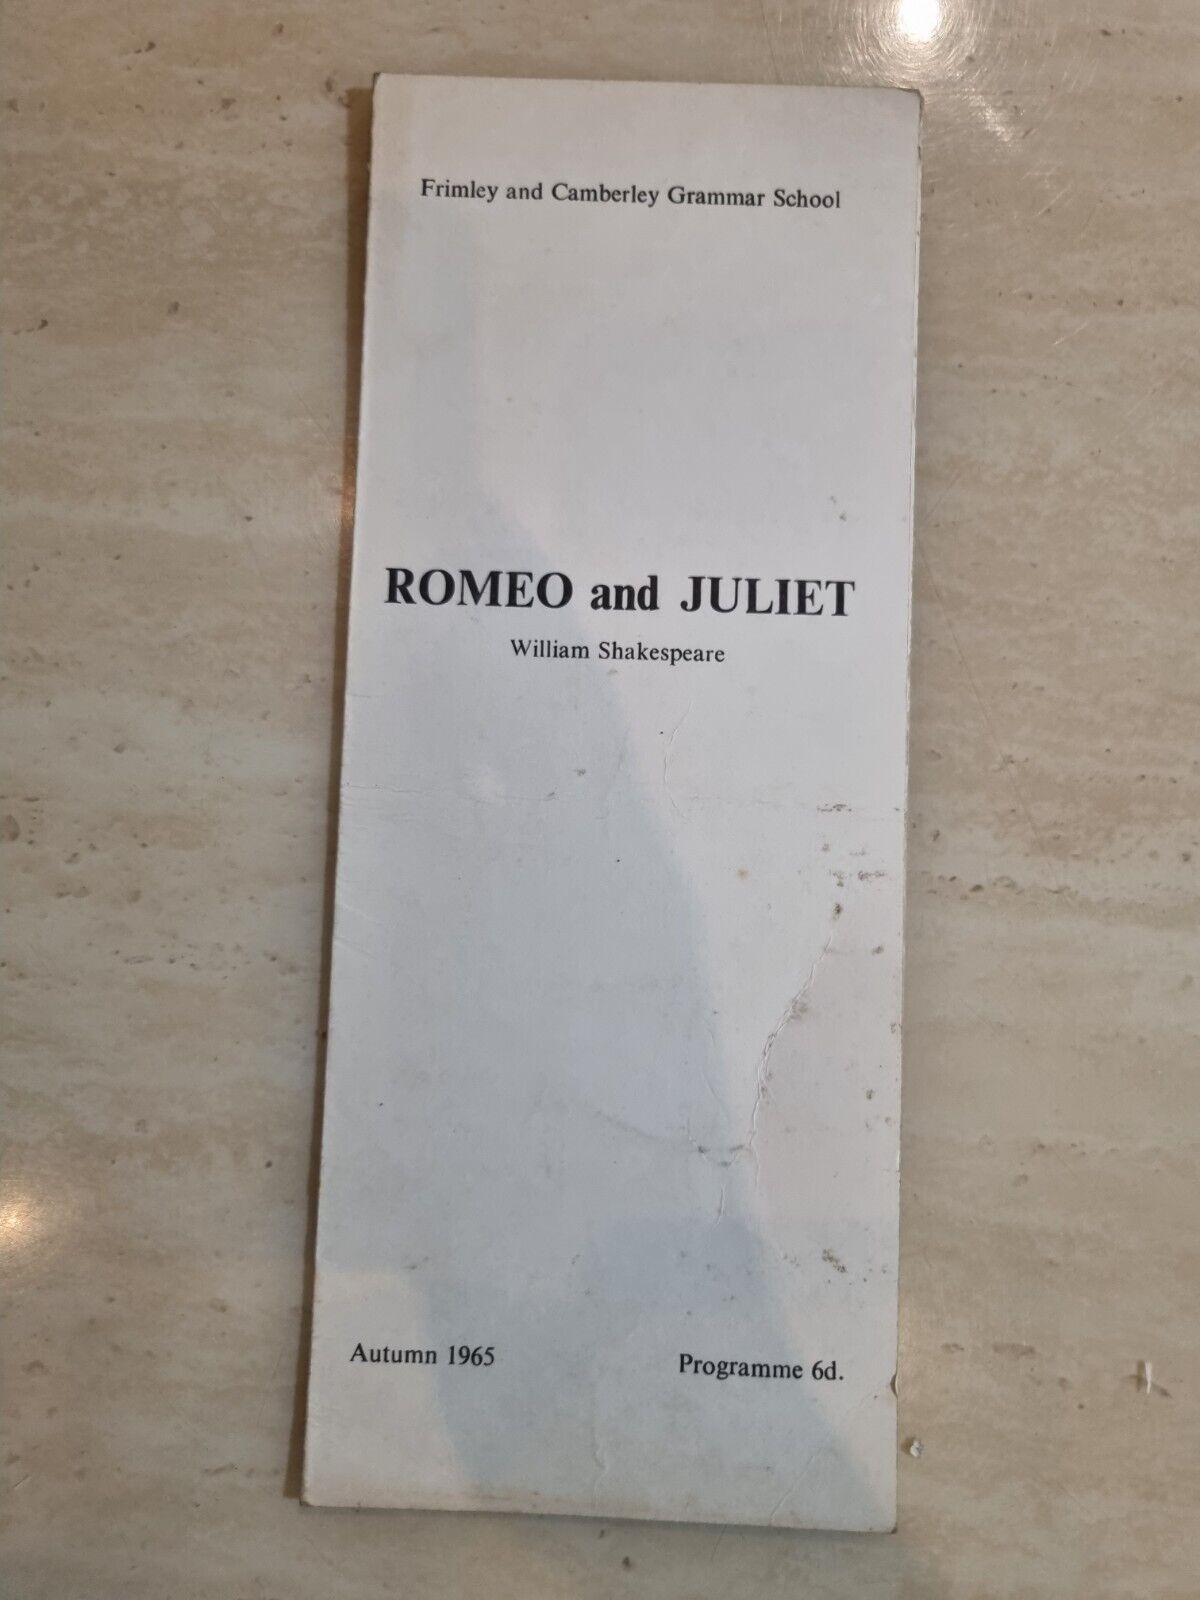 Frimley and Camberley Grammar School
ROMEO and JULIET
William Shakespeare
Autumn 1965
Programme 6d.